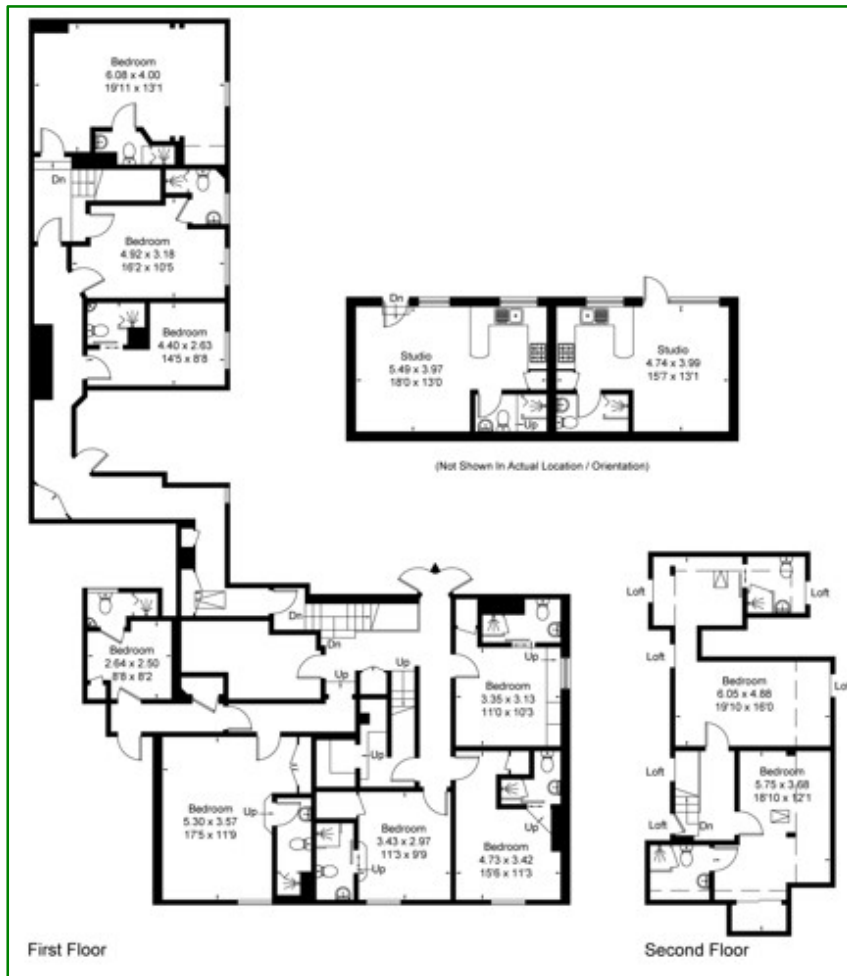 Bedroom
6.08 x 4.00
19'11 x 13'1
Dn
Bedroom
4.92 x 3.18
16'2 x 10'5
Bedroom
4.40 x 2.63
14'5 x 8'8
Dn
Studio
5.49 x 3.97
18'0 x 13'0
Up
Studio
4.74 x 3.99
15'7 x 13'1
(Not Shown In Actual Location / Orientation)
Dn
Dn
Up
Up
Up
Up
Bedroom
2.64 x 2.50
8'8 x 8'2
Bedroom
3.35 x 3.13
11'0 x 10'3
Bedroom
5.30 x 3.57
17'5 x 11'9
Up
Bedroom
3.43 x 2.97
11'3 x 9'9
Up
Bedroom
4.73 x 3.42
15'6 x 11'3
Up
Loft
Loft
Loft
Bedroom
6.05 x 4.88
19'10 x 16'0
Loft
Loft
Bedroom
5.75 x 3.68
18'10 x 12'1
Loft
Dn
First Floor
Second Floor